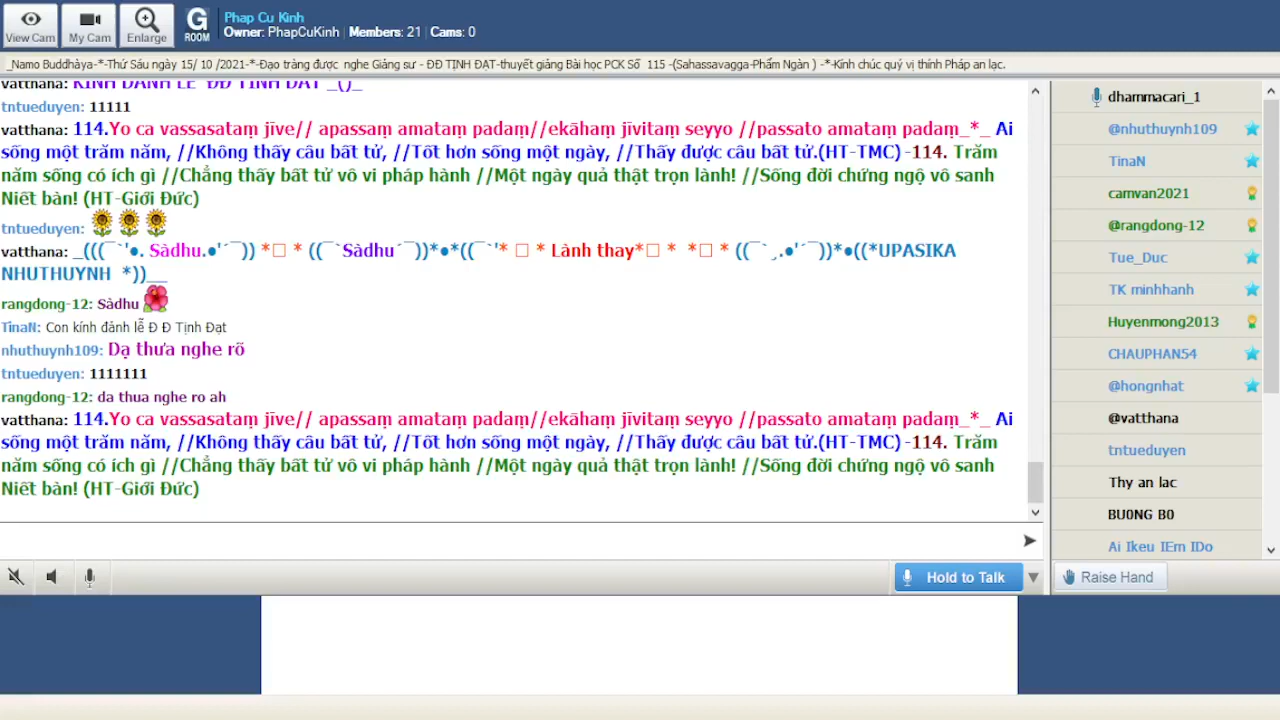 View Cam
My Cam
Enlarge
G ROOM
Phap Cu Kinh
Owner: PhapCuKinh | Members: 21 | Cams: 0
_Namo Buddhàya-*-Thứ Sáu ngày 15/ 10 /2021-*-Đạo tràng được nghe Giảng sư - ĐĐ TỊNH ĐẠT-thuyết giảng Bài học PCK Số 115 -(Sahassavagga-Phẩm Ngàn ) -*-Kính chúc quý vị thính Pháp an lạc.
tntueduyen: 11111
vatthana: 114.Yo ca vassasataṃ jīve// apassaṃ amataṃ padaṃ//ekāhaṃ jīvitaṃ seyyo //passato amataṃ padaṃ_*_ Ai
sống một trăm năm, //Không thấy câu bất tử, //Tốt hơn sống một ngày, //Thấy được câu bất tử.(HT-TMC) -114. Trăm
năm sống có ích gì //Chẳng thấy bất tử vô vi pháp hành //Một ngày quả thật trọn lành! //Sống đời chứng ngộ vô sanh
Niết bàn! (HT-Giới Đức)
tntueduyen:
vatthana: _(((¯`'•. Sàdhu.•'´¯)) *□ * ((¯`Sàdhu´¯))*•*((¯`'* □ * Lành thay*□ * *□ * ((¯`¸.•'´¯))*•((*UPASIKA
NHUTHUYNH *))__
rangdong-12: Sàdhu
TinaN: Con kính đảnh lễ Đ Đ Tịnh Đạt
nhuthuynh109: Dạ thưa nghe rõ
tntueduyen: 1111111
rangdong-12: da thua nghe ro ah
vatthana: 114.Yo ca vassasataṃ jīve// apassaṃ amataṃ padaṃ//ekāhaṃ jīvitaṃ seyyo //passato amataṃ padaṃ_*_ Ai
sống một trăm năm, //Không thấy câu bất tử, //Tốt hơn sống một ngày, //Thấy được câu bất tử.(HT-TMC) -114. Trăm
năm sống có ích gì //Chẳng thấy bất tử vô vi pháp hành //Một ngày quả thật trọn lành! //Sống đời chứng ngộ vô sanh
Niết bàn! (HT-Giới Đức)
Hold to Talk
dhammacari_1
@nhuthuynh109
TinaN
camvan2021
@rangdong-12
Tue_Duc
TK minhhanh
Huyenmong2013
CHAUPHAN54
@hongnhat
@vatthana
tntueduyen
Thy an lac
BU0NG B0
Ai Ikeu IEm IDo
Raise Hand